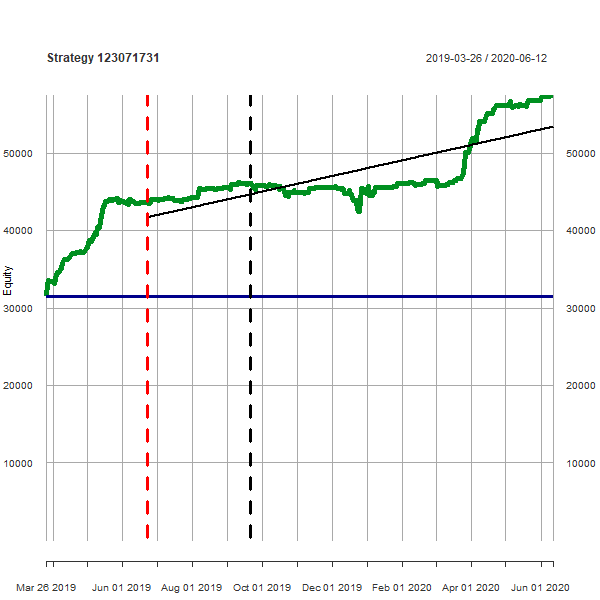 Strategy 123071731
2019-03-26 / 2020-06-12
50000 50000
40000 40000
Equity
30000 30000
20000 20000
10000 10000
Mar 26 2019 Jun 01 2019 Aug 01 2019 Oct 01 2019 Dec 01 2019 Feb 01 2020 Apr 01 2020 Jun 01 2020